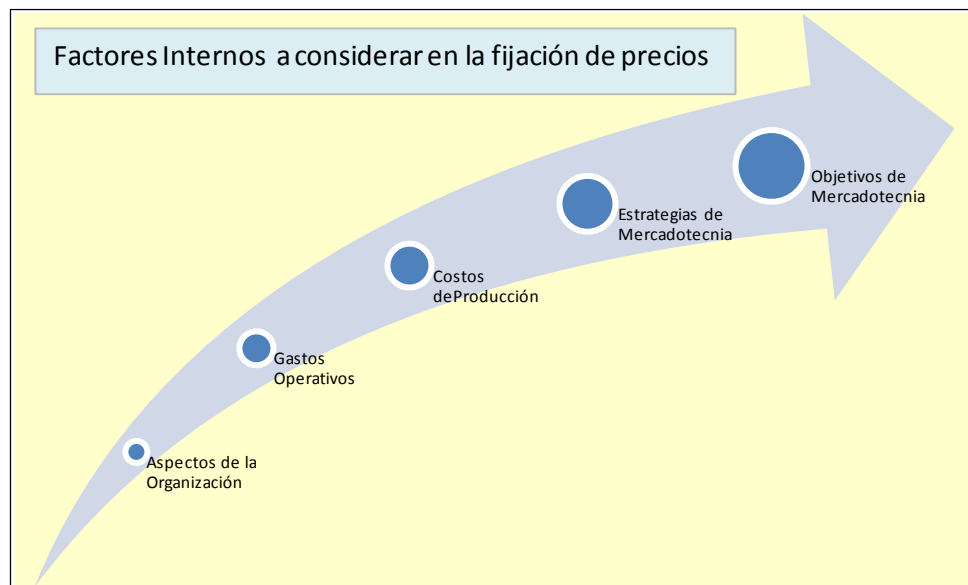 Factores Internos a considerar en la fijación de precios
Objetivos de
Mercadotecnia
Estrategias de
Mercadotecnia
Costos
deProducción
Gastos
Operativos
Aspectos de la
Organización